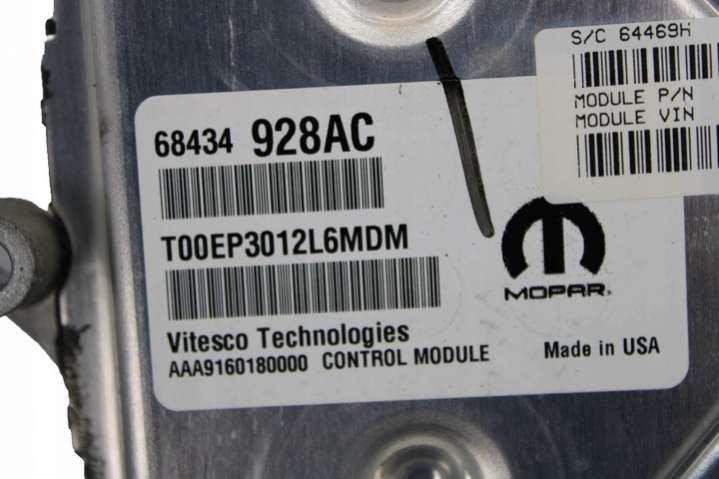 S/C 64469H
MODULE P/N
MODULE VIN
68434 928AC
T00EP3012L6MDM
MOPAR.
Vitesco Technologies
AAA9160180000 CONTROL MODULE
Made in USA